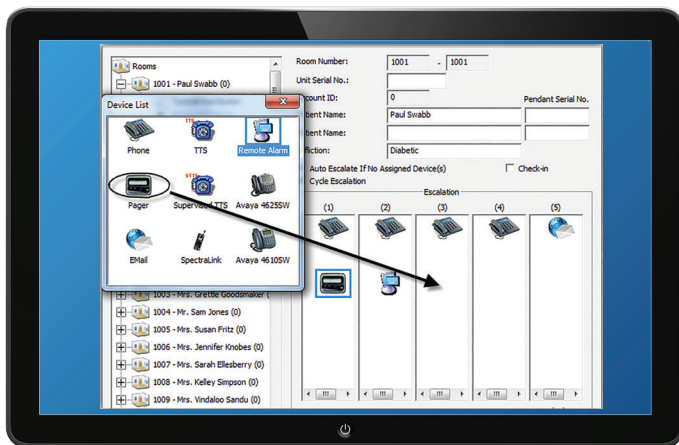 Rooms
1001 - Paul Swabb (0)
Device List
Phone
TTS
TTS
Remote Alarm
Pager
S-TTS
Supervised TTS
Avaya 4625SW
EMail
SpectraLink
Avaya 4610SW
1003 - Mrs. Grettie Goodsmaker (
1004 - Mr. Sam Jones (0)
1005 - Mrs. Susan Fritz (0)
1006 - Mrs. Jennifer Knobes (0)
1007 - Mrs. Sarah Ellesberry (0)
1008 - Mrs. Kelley Simpson (0)
1009 - Mrs. Vindaloo Sandu (0)
Room Number: 1001 - 1001
Unit Serial No.:
count ID: 0 Pendant Serial No.
tient Name: Paul Swabb
tient Name:
fliction: Diabetic
Auto Escalate If No Assigned Device(s) Check-in
Cycle Escalation
Escalation
(1) (2) (3) (4) (5)